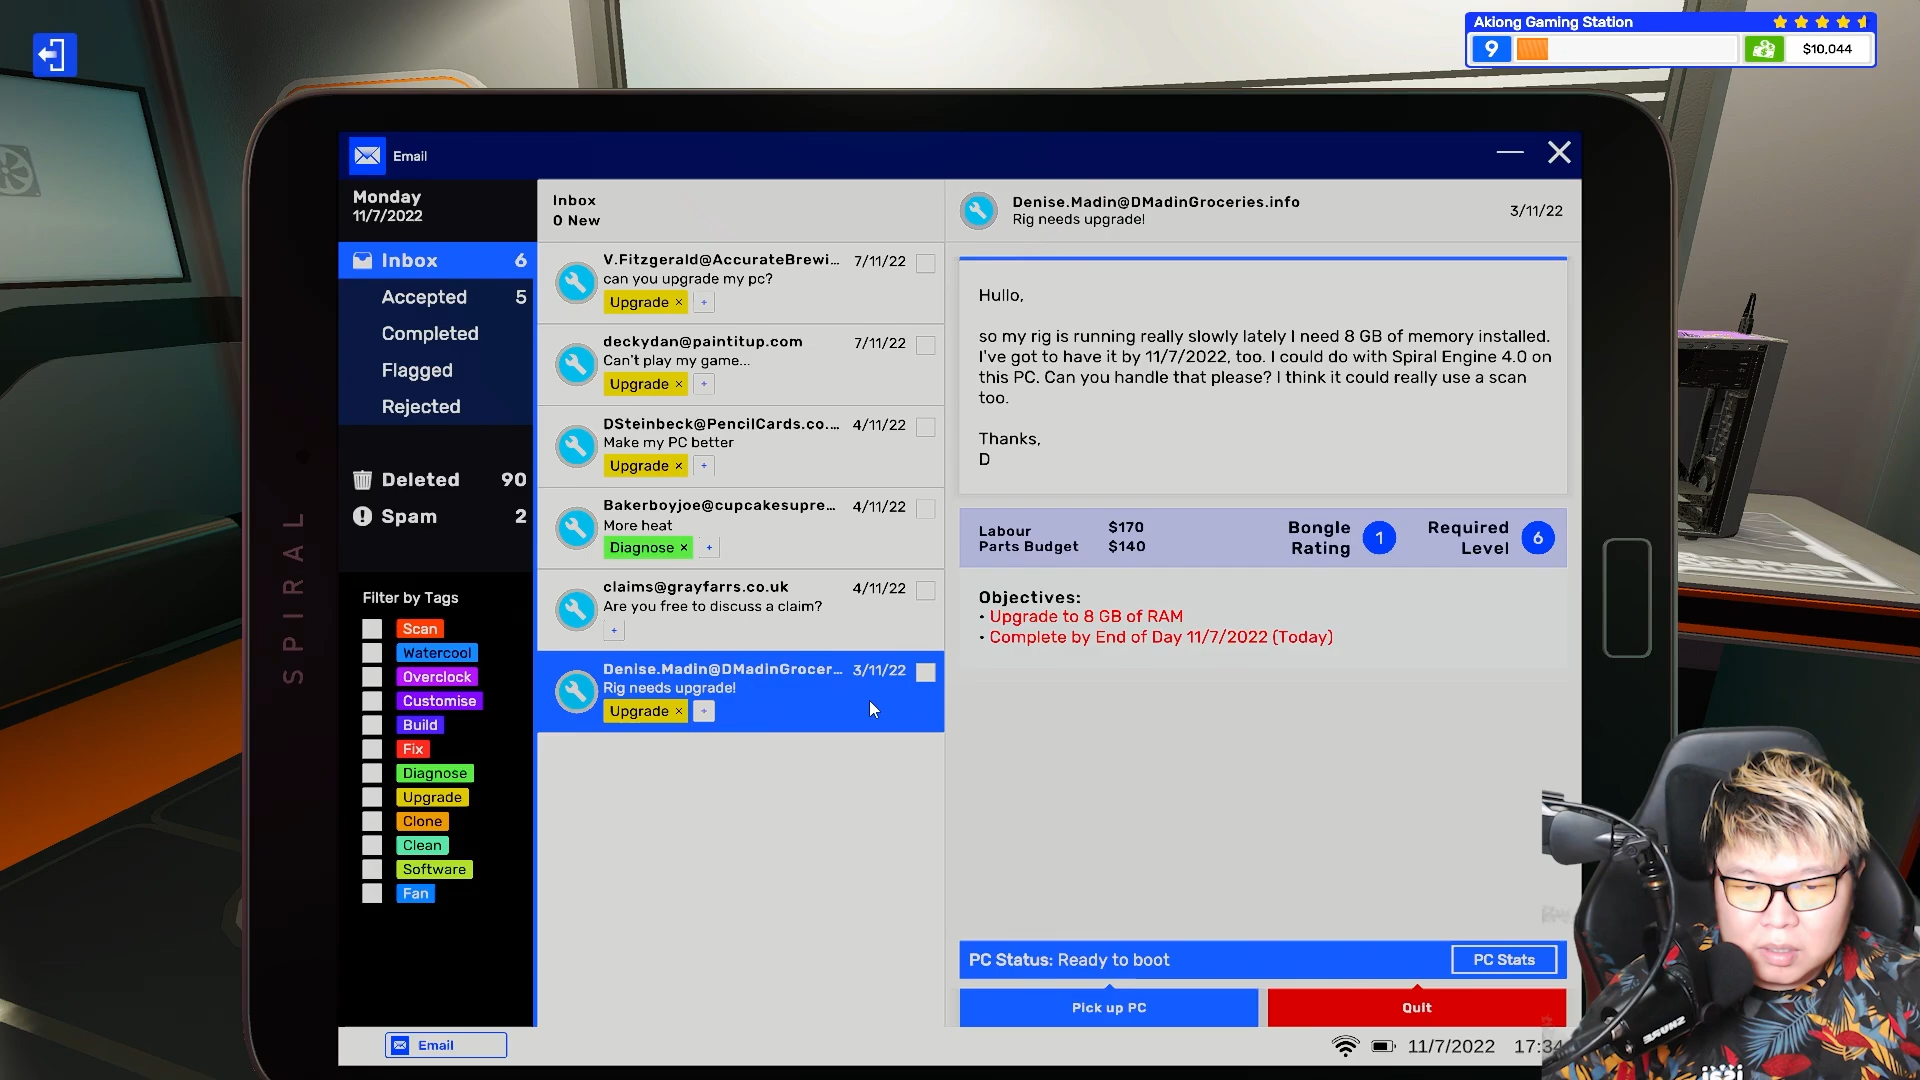 Akiong Gaming Station
9
$10,044
Email
Monday
11/7/2022
Inbox 6
Accepted 5
Completed
Flagged
Rejected
Deleted 90
Spam 2
Filter by Tags
Scan
Watercool
Overclock
Customise
Build
Fix
Diagnose
Upgrade
Clone
Clean
Software
Fan
Inbox
0 New
V.Fitzgerald@AccurateBrewi... 7/11/22
can you upgrade my pc?
Upgrade × +
deckydan@paintitup.com 7/11/22
Can't play my game...
Upgrade × +
DSteinbeck@PencilCards.co.... 4/11/22
Make my PC better
Upgrade × +
Bakerboyjoe@cupcakesupre... 4/11/22
More heat
Diagnose × +
claims@grayfarrs.co.uk 4/11/22
Are you free to discuss a claim?
+
Denise.Madin@DMadinGrocer... 3/11/22
Rig needs upgrade!
Upgrade × +
Denise.Madin@DMadinGroceries.info
Rig needs upgrade!
3/11/22
Hullo,
so my rig is running really slowly lately I need 8 GB of memory installed.
I've got to have it by 11/7/2022, too. I could do with Spiral Engine 4.0 on
this PC. Can you handle that please? I think it could really use a scan
too.
Thanks,
D
Labour $170
Parts Budget $140
Bongle
Rating
1
Required
Level
6
Objectives:
• Upgrade to 8 GB of RAM
• Complete by End of Day 11/7/2022 (Today)
PC Status: Ready to boot
PC Stats
Pick up PC
Quit
Email
11/7/2022 17:34
SPIRAL
SHURE